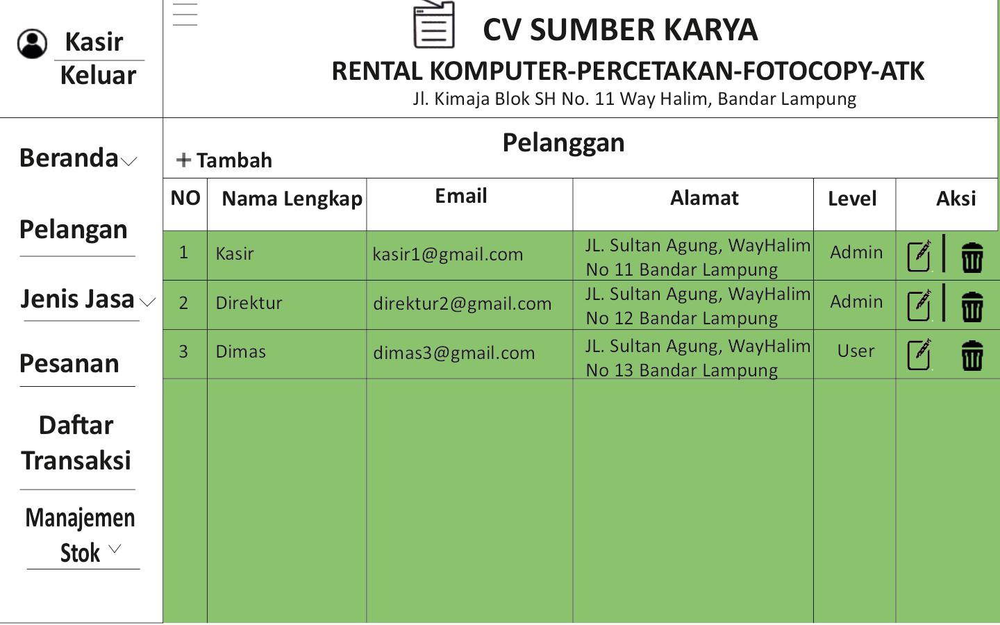 Kasir
Keluar
CV SUMBER KARYA
RENTAL KOMPUTER-PERCETAKAN-FOTOCOPY-ATK
Jl. Kimaja Blok SH No. 11 Way Halim, Bandar Lampung
Beranda
Pelangan
Jenis Jasa
Pesanan
Daftar
Transaksi
Manajemen
Stok
Pelanggan
+ Tambah
NO Nama Lengkap Email Alamat Level Aksi
1 Kasir kasir1@gmail.com JL. Sultan Agung, WayHalim Admin
No 11 Bandar Lampung
2 Direktur direktur2@gmail.com JL. Sultan Agung, WayHalim Admin
No 12 Bandar Lampung
3 Dimas dimas3@gmail.com JL. Sultan Agung, WayHalim User
No 13 Bandar Lampung